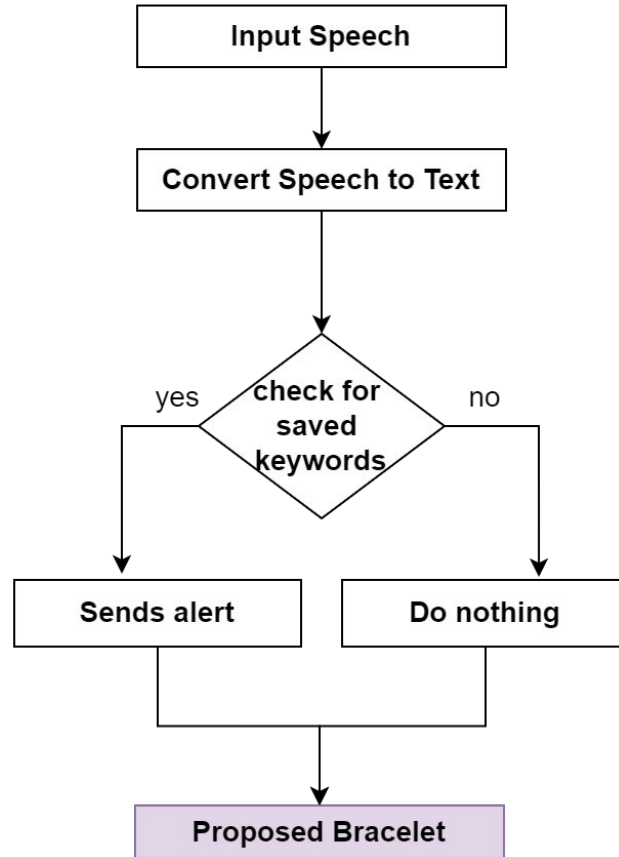 Input Speech
Convert Speech to Text
yes
check for
saved
keywords
no
Sends alert
Do nothing
Proposed Bracelet